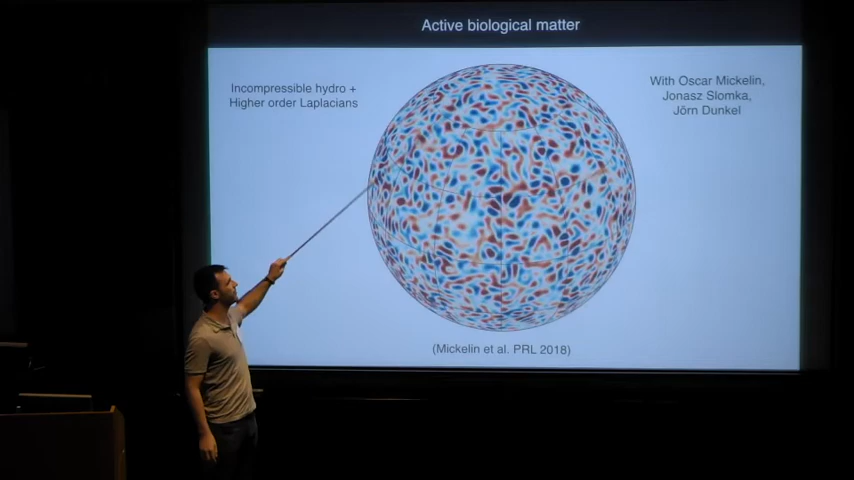 Active biological matter
Incompressible hydro +
Higher order Laplacians
With Oscar Mickelin,
Jonasz Slomka,
Jörn Dunkel
(Mickelin et al. PRL 2018)